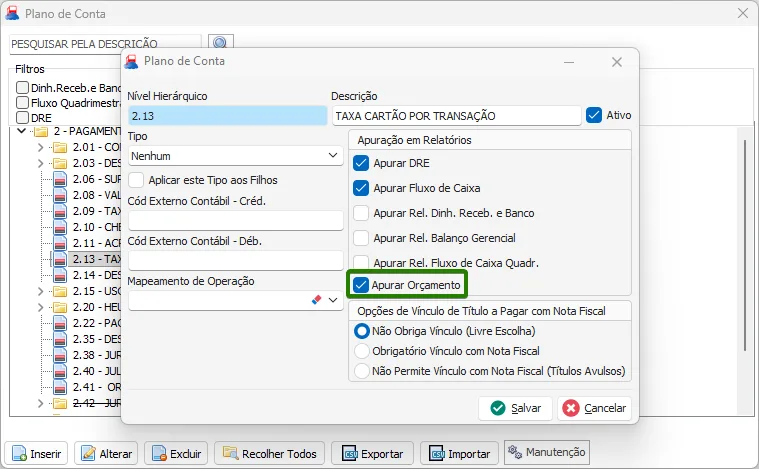 Plano de Conta
PESQUISAR PELA DESCRIÇÃO
Filtros
Dinh.Receb.e Banco
Fluxo Quadrimestra
DRE
2 - PAGAMENT
2.01 - CO
2.03 - DES
2.06 - SUP
2.08 - VAL
2.09 - TAX
2.10 - CHE
2.11 - ACR
2.13 - TAX
2.14 - DES
2.15 - USO
2.20 - HEU
2.22 - PAG
2.35 - DES
2.38 - JUR
2.40 - JUL
2.41 - OR
2.42 - JUR
Plano de Conta
Nível Hierárquico
2.13
Descrição
TAXA CARTÃO POR TRANSAÇÃO
Ativo
Tipo
Nenhum
Aplicar este Tipo aos Filhos
Cód Externo Contábil - Créd.
Cód Externo Contábil - Déb.
Mapeamento de Operação
Apuração em Relatórios
Apurar DRE
Apurar Fluxo de Caixa
Apurar Rel. Dinh. Receb. e Banco
Apurar Rel. Balanço Gerencial
Apurar Rel. Fluxo de Caixa Quadr.
Apurar Orçamento
Opções de Vínculo de Título a Pagar com Nota Fiscal
Não Obriga Vínculo (Livre Escolha)
Obrigatório Vínculo com Nota Fiscal
Não Permite Vínculo com Nota Fiscal (Títulos Avulsos)
Salvar
Cancelar
Inserir
Alterar
Excluir
Recolher Todos
CSV
Exportar
CSV
Importar
Manutenção